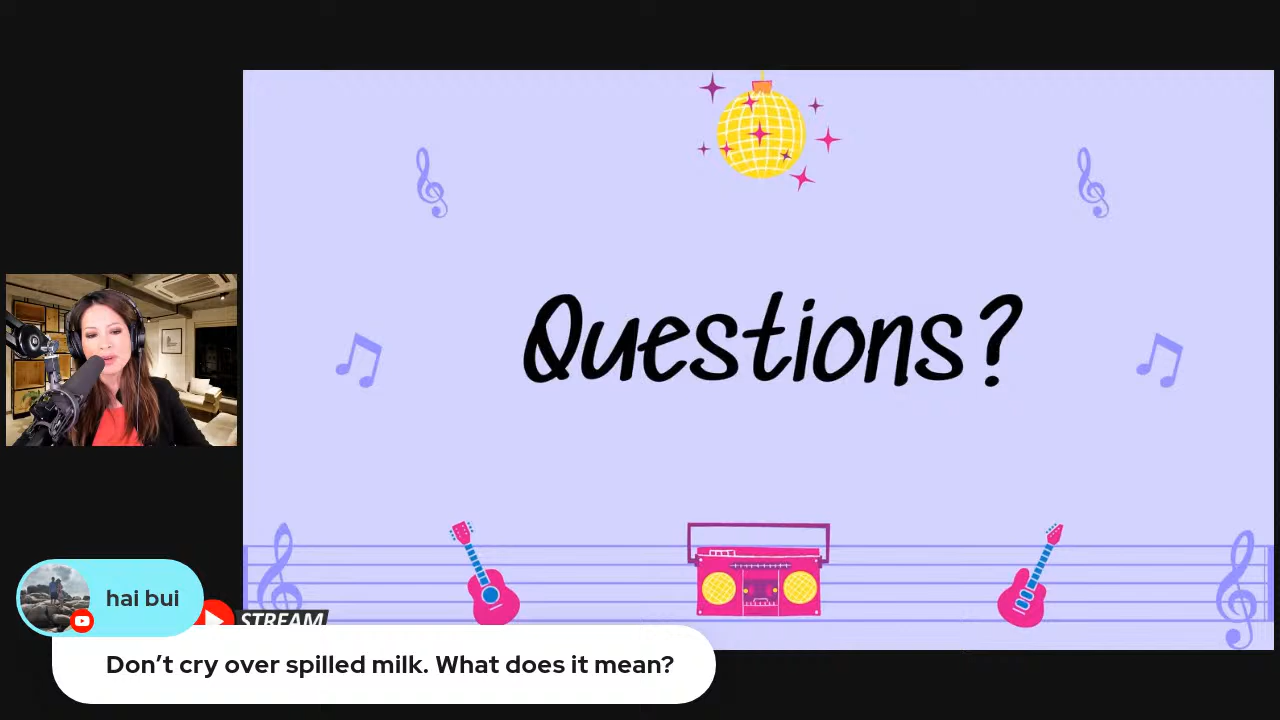 Questions?
hai bui
STREAM
Don’t cry over spilled milk. What does it mean?